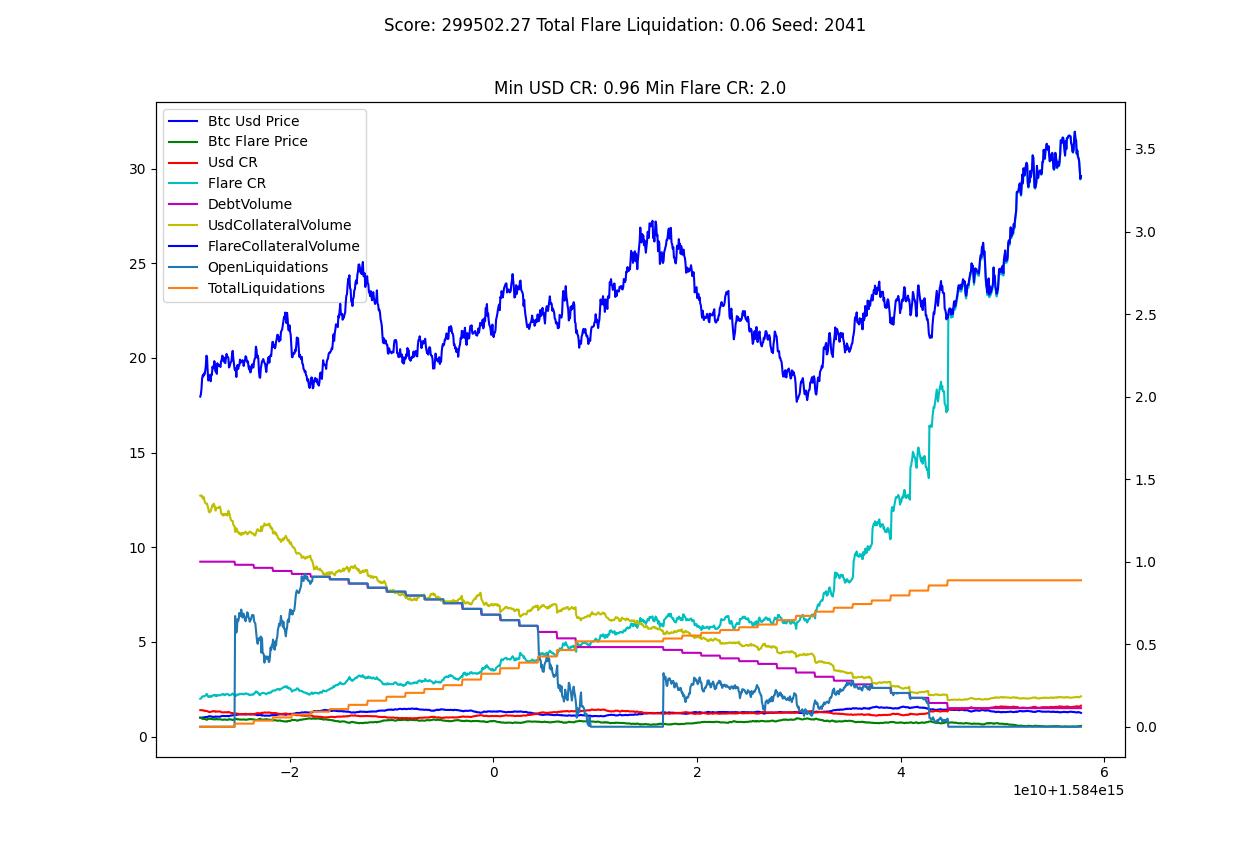 Score: 299502.27 Total Flare Liquidation: 0.06 Seed: 2041
Min USD CR: 0.96 Min Flare CR: 2.0
Btc Usd Price
Btc Flare Price
Usd CR
Flare CR
DebtVolume
UsdCollateralVolume
FlareCollateralVolume
OpenLiquidations
TotalLiquidations
30
25
20
15
10
5
0
3.5
3.0
2.5
2.0
1.5
1.0
0.5
0.0
−2
0
2
4
6
1e10+1.584e15